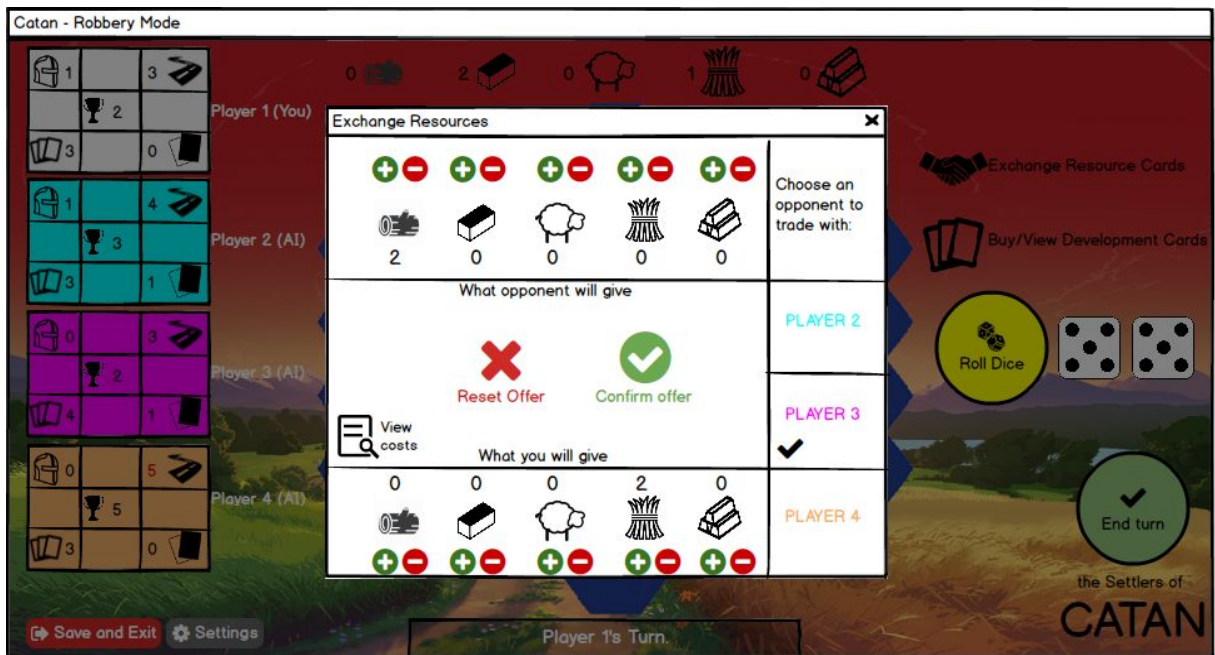 Catan - Robbery Mode
1 3
2
3 0
Player 1 (You)
0 2 0 1 0
1 4
3
3 1
Player 2 (AI)
0 3
2
4 1
Player 3 (AI)
0 5
5
3 0
Player 4 (AI)
Save and Exit
Settings
Exchange Resources
2 0 0 0 0
What opponent will give
Reset Offer
Confirm offer
View
costs
What you will give
0 0 0 2 0
Choose an
opponent to
trade with:
PLAYER 2
PLAYER 3
PLAYER 4
Exchange Resource Cards
Buy/View Development Cards
Roll Dice
End turn
the Settlers of
CATAN
Player 1's Turn.